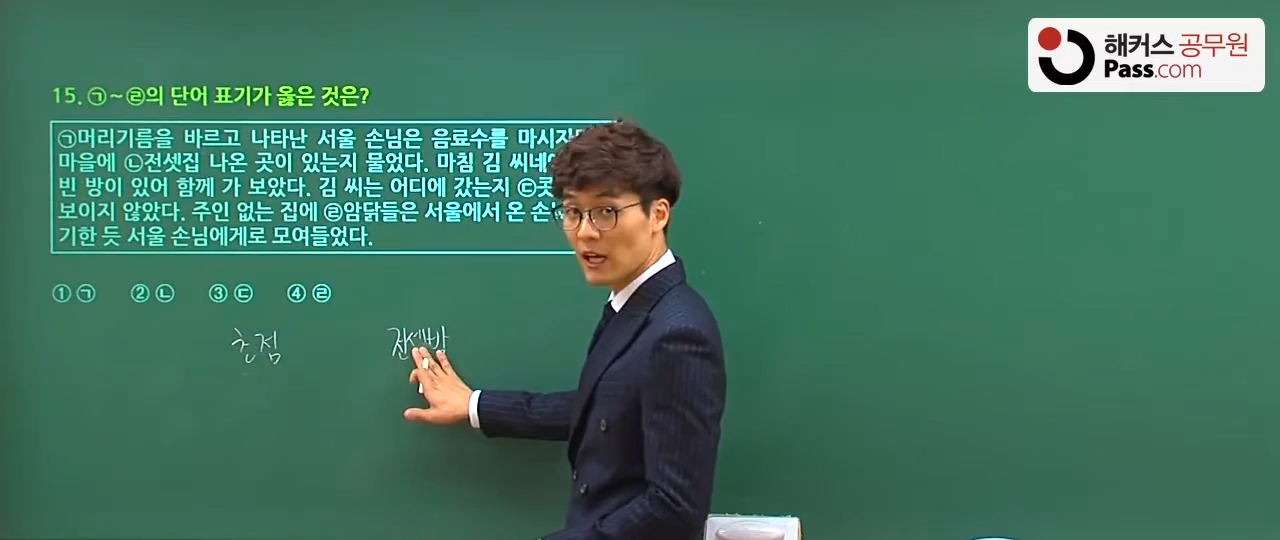 해커스 공무원
Pass.com
15. ㉠~㉣의 단어 표기가 옳은 것은?
㉠머리기름을 바르고 나타난 서울 손님은 음료수를
마을에 ㉡전셋집 나온 곳이 있는지 물었다. 마침 김
빈 방이 있어 함께 가 보았다. 김 씨는 어디에 갔는지 ㉢
보이지 않았다. 주인 없는 집에 ㉣암닭들은 서울에서 온
기한 듯 서울 손님에게로 모여들었다.
① ㉠ ② ㉡ ③ ㉢ ④ ㉣
초점 전세방